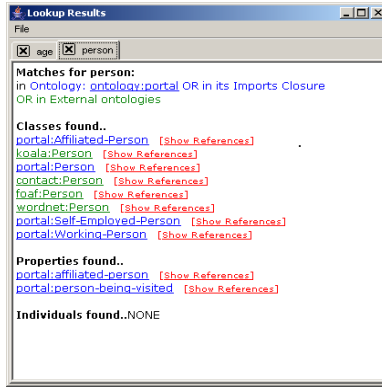 Lookup Results
File
age person
Matches for person:
in Ontology: ontology:portal OR in its Imports Closure
OR in External ontologies
Classes found..
portal:Affiliated-Person [Show References]
koala:Person [Show References]
portal:Person [Show References]
contact:Person [Show References]
foaf:Person [Show References]
wordnet:Person [Show References]
portal:Self-Employed-Person [Show References]
portal:Working-Person [Show References]
Properties found..
portal:affiliated-person [Show References]
portal:person-being-visited [Show References]
Individuals found..NONE